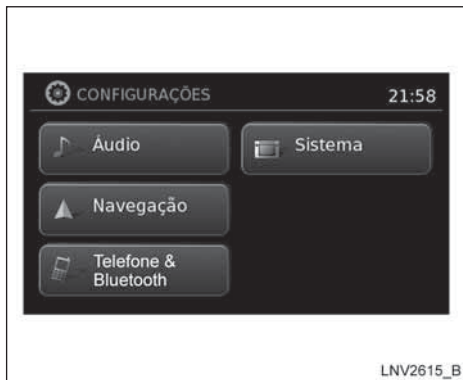 CONFIGURAÇÕES 21:58
Áudio
Sistema
Navegação
Telefone &
Bluetooth
LNV2615_B